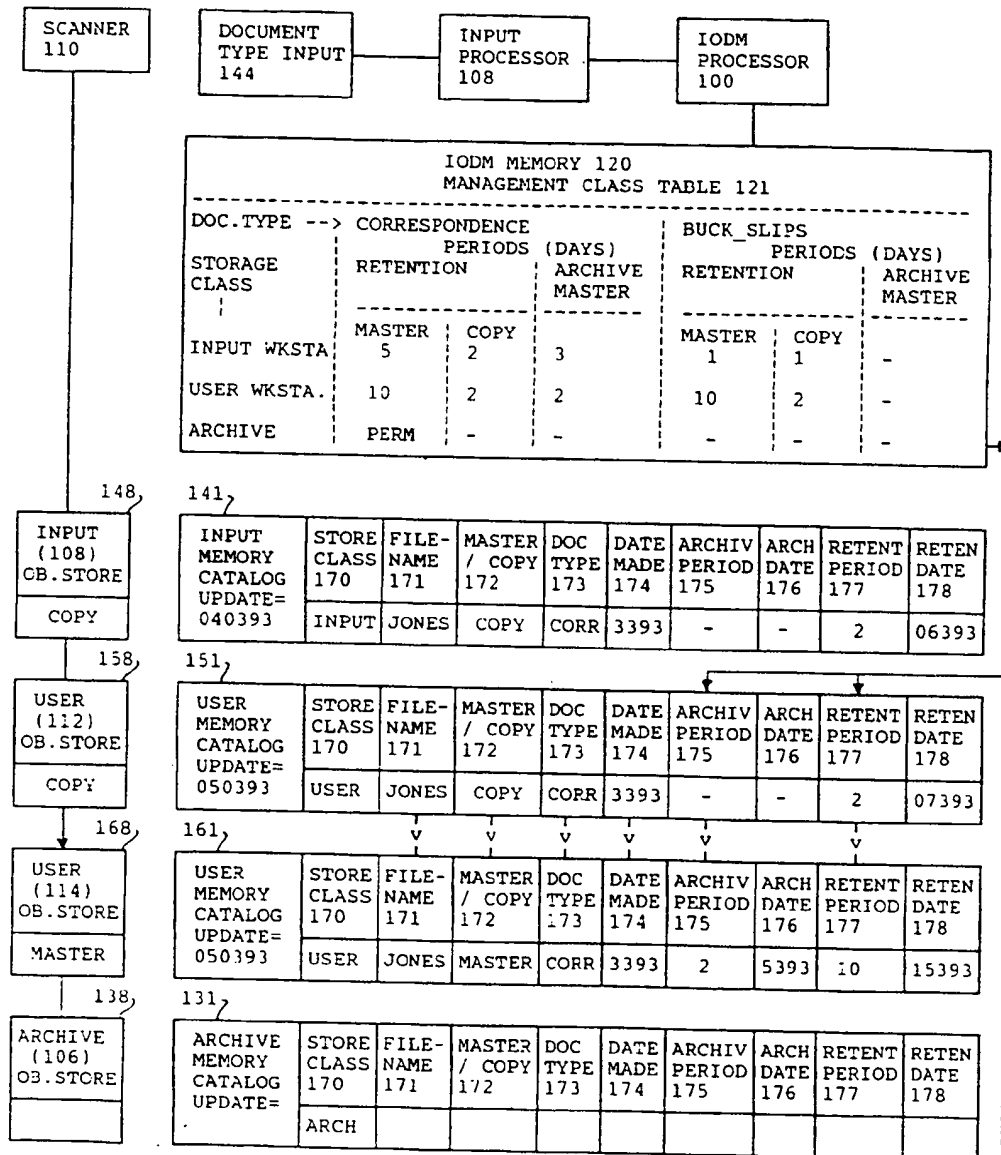 SCANNER
110
DOCUMENT
TYPE INPUT
144
INPUT
PROCESSOR
108
IODM
PROCESSOR
100
IODM MEMORY 120
MANAGEMENT CLASS TABLE 121
DOC.TYPE --> CORRESPONDENCE BUCK_SLIPS
PERIODS (DAYS) PERIODS (DAYS)
STORAGE RETENTION ARCHIVE RETENTION ARCHIVE
CLASS MASTER MASTER
MASTER COPY MASTER COPY
INPUT WKSTA 5 2 3 1 1 -
USER WKSTA. 10 2 2 10 2 -
ARCHIVE PERM - - - - -
148
INPUT
(108)
OB.STORE
COPY
141
INPUT STORE FILE- MASTER DOC DATE ARCHIV ARCH RETENT RETEN
MEMORY CLASS NAME / COPY TYPE MADE PERIOD DATE PERIOD DATE
CATALOG 170 171 172 173 174 175 176 177 178
UPDATE=
040393 INPUT JONES COPY CORR 3393 - - 2 06393
158
USER
(112)
OB.STORE
COPY
151
USER STORE FILE- MASTER DOC DATE ARCHIV ARCH RETENT RETEN
MEMORY CLASS NAME / COPY TYPE MADE PERIOD DATE PERIOD DATE
CATALOG 170 171 172 173 174 175 176 177 178
UPDATE=
050393 USER JONES COPY CORR 3393 - - 2 07393
v v v v v v
168
USER
(114)
OB.STORE
MASTER
161
USER STORE FILE- MASTER DOC DATE ARCHIV ARCH RETENT RETEN
MEMORY CLASS NAME / COPY TYPE MADE PERIOD DATE PERIOD DATE
CATALOG 170 171 172 173 174 175 176 177 178
UPDATE=
050393 USER JONES MASTER CORR 3393 2 5393 10 15393
138
ARCHIVE
(106)
OB.STORE
131
ARCHIVE STORE FILE- MASTER DOC DATE ARCHIV ARCH RETENT RETEN
MEMORY CLASS NAME / COPY TYPE MADE PERIOD DATE PERIOD DATE
CATALOG 170 171 172 173 174 175 176 177 178
UPDATE=
ARCH